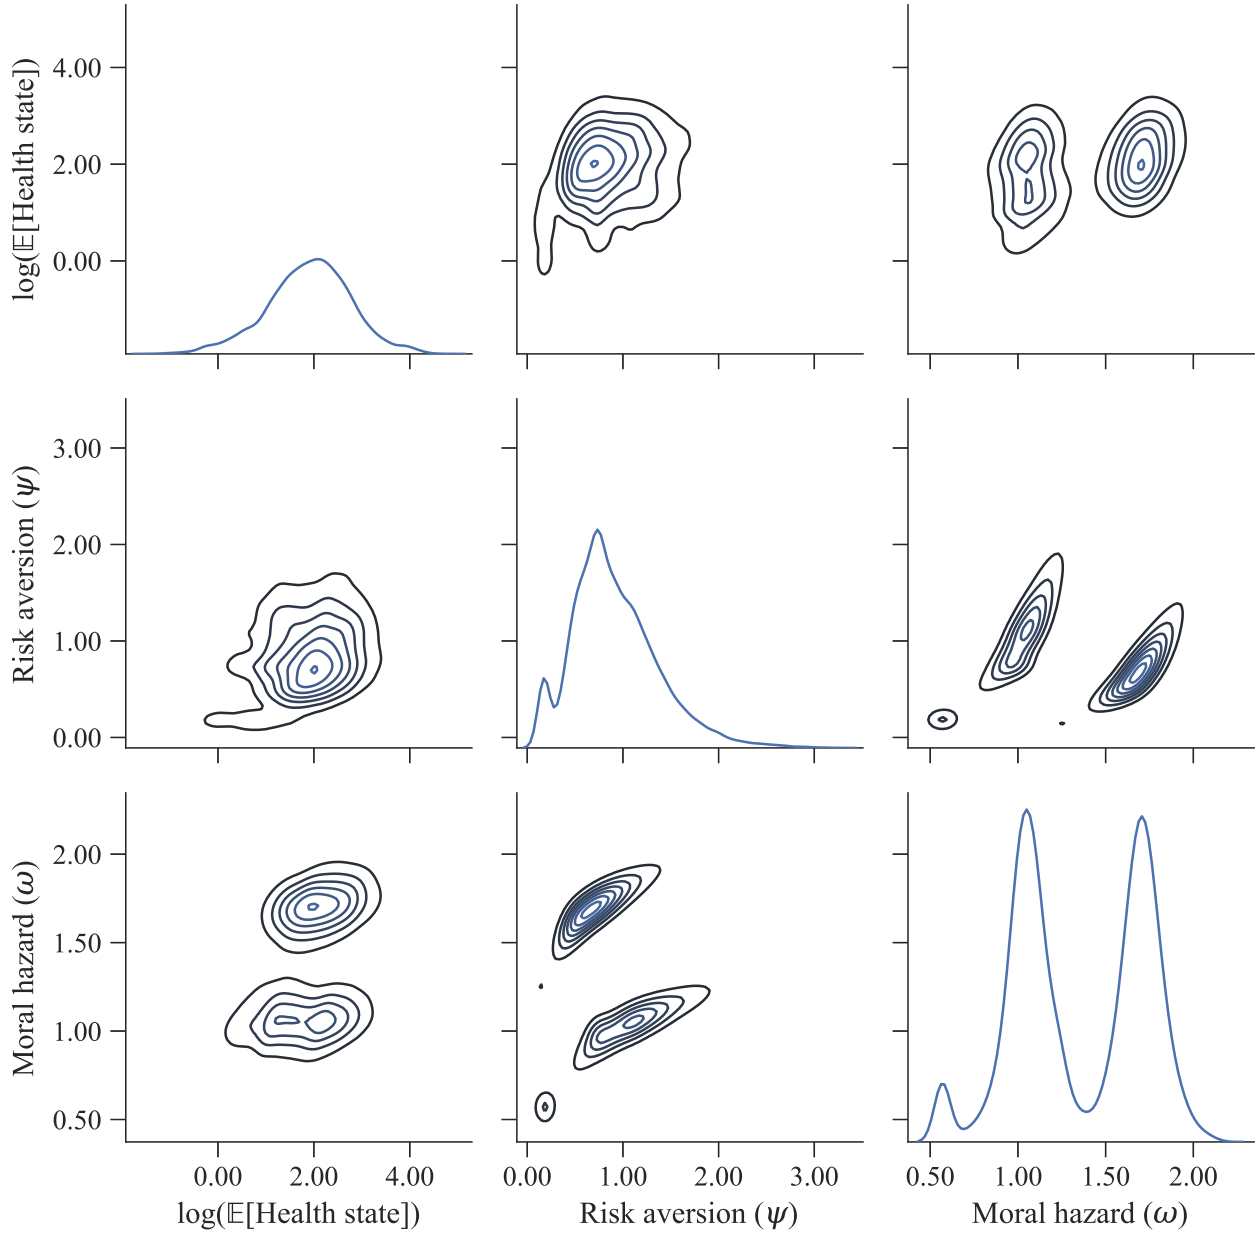 log(𝔼[Health state])
4.00
2.00
0.00
Risk aversion (ψ)
3.00
2.00
1.00
0.00
Moral hazard (ω)
2.00
1.50
1.00
0.50
0.00 2.00 4.00
log(𝔼[Health state])
0.00 1.00 2.00 3.00
Risk aversion (ψ)
0.50 1.00 1.50 2.00
Moral hazard (ω)